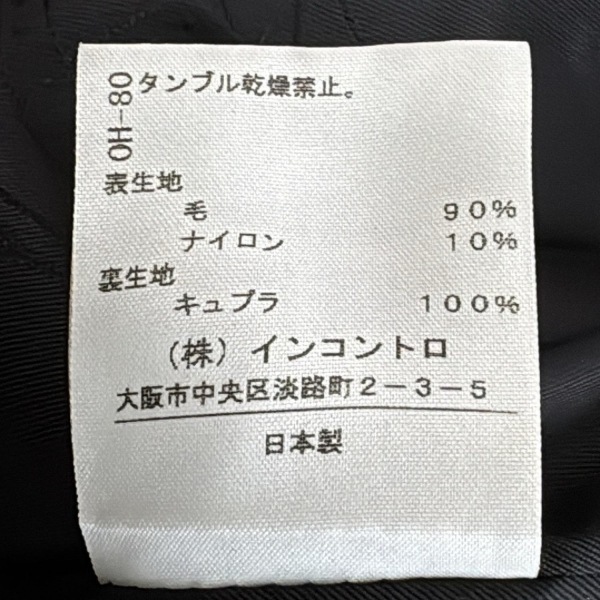 タンブル乾燥禁止。
08-H0
表生地
毛 90%
ナイロン 10%
裏生地
キュプラ 100%
(株)インコントロ
大阪市中央区淡路町2-3-5
日本製